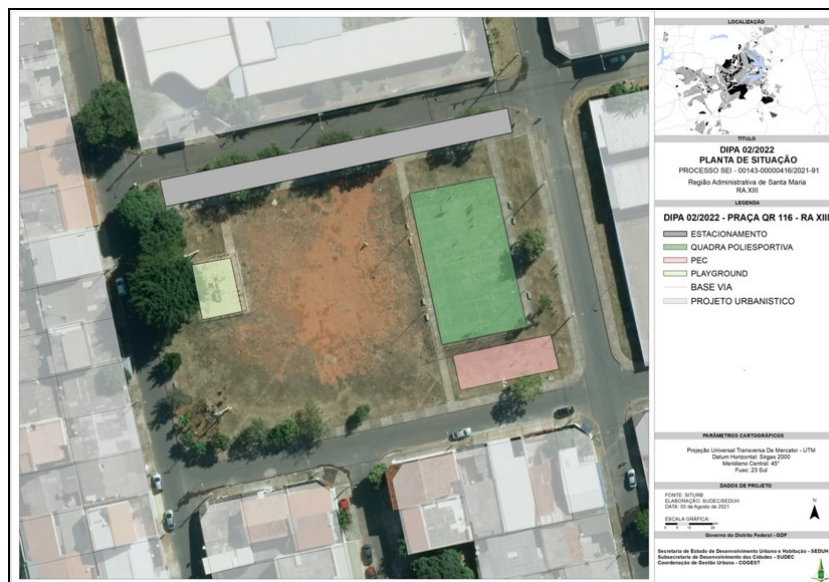 LOCALIZAÇÃO
TÍTULO
DIPA 02/2022
PLANTA DE SITUAÇÃO
PROCESSO SEI - 00143-00000416/2021-91
Região Administrativa de Santa Maria
RA XIII
LEGENDA
DIPA 02/2022 - PRAÇA QR 116 - RA XIII
ESTACIONAMENTO
QUADRA POLIESPORTIVA
PEC
PLAYGROUND
BASE VIA
PROJETO URBANISTICO
PARÂMETROS CARTOGRÁFICOS
Projeção Universal Transversa De Mercator - UTM
Datum Horizontal: Sirgas 2000
Meridiano Central: 45°
Fuso: 23 Sul
DADOS DE PROJETO
FONTE: SITURB
ELABORAÇÃO: SUDEC/SEDUH
DATA: 03 de Agosto de 2021
N
ESCALA GRÁFICA:
Governo do Distrito Federal - GDF
Secretaria de Estado de Desenvolvimento Urbano e Habitação - SEDUH
Subsecretaria de Desenvolvimento das Cidades - SUDEC
Coordenação de Gestão Urbana - COGEST